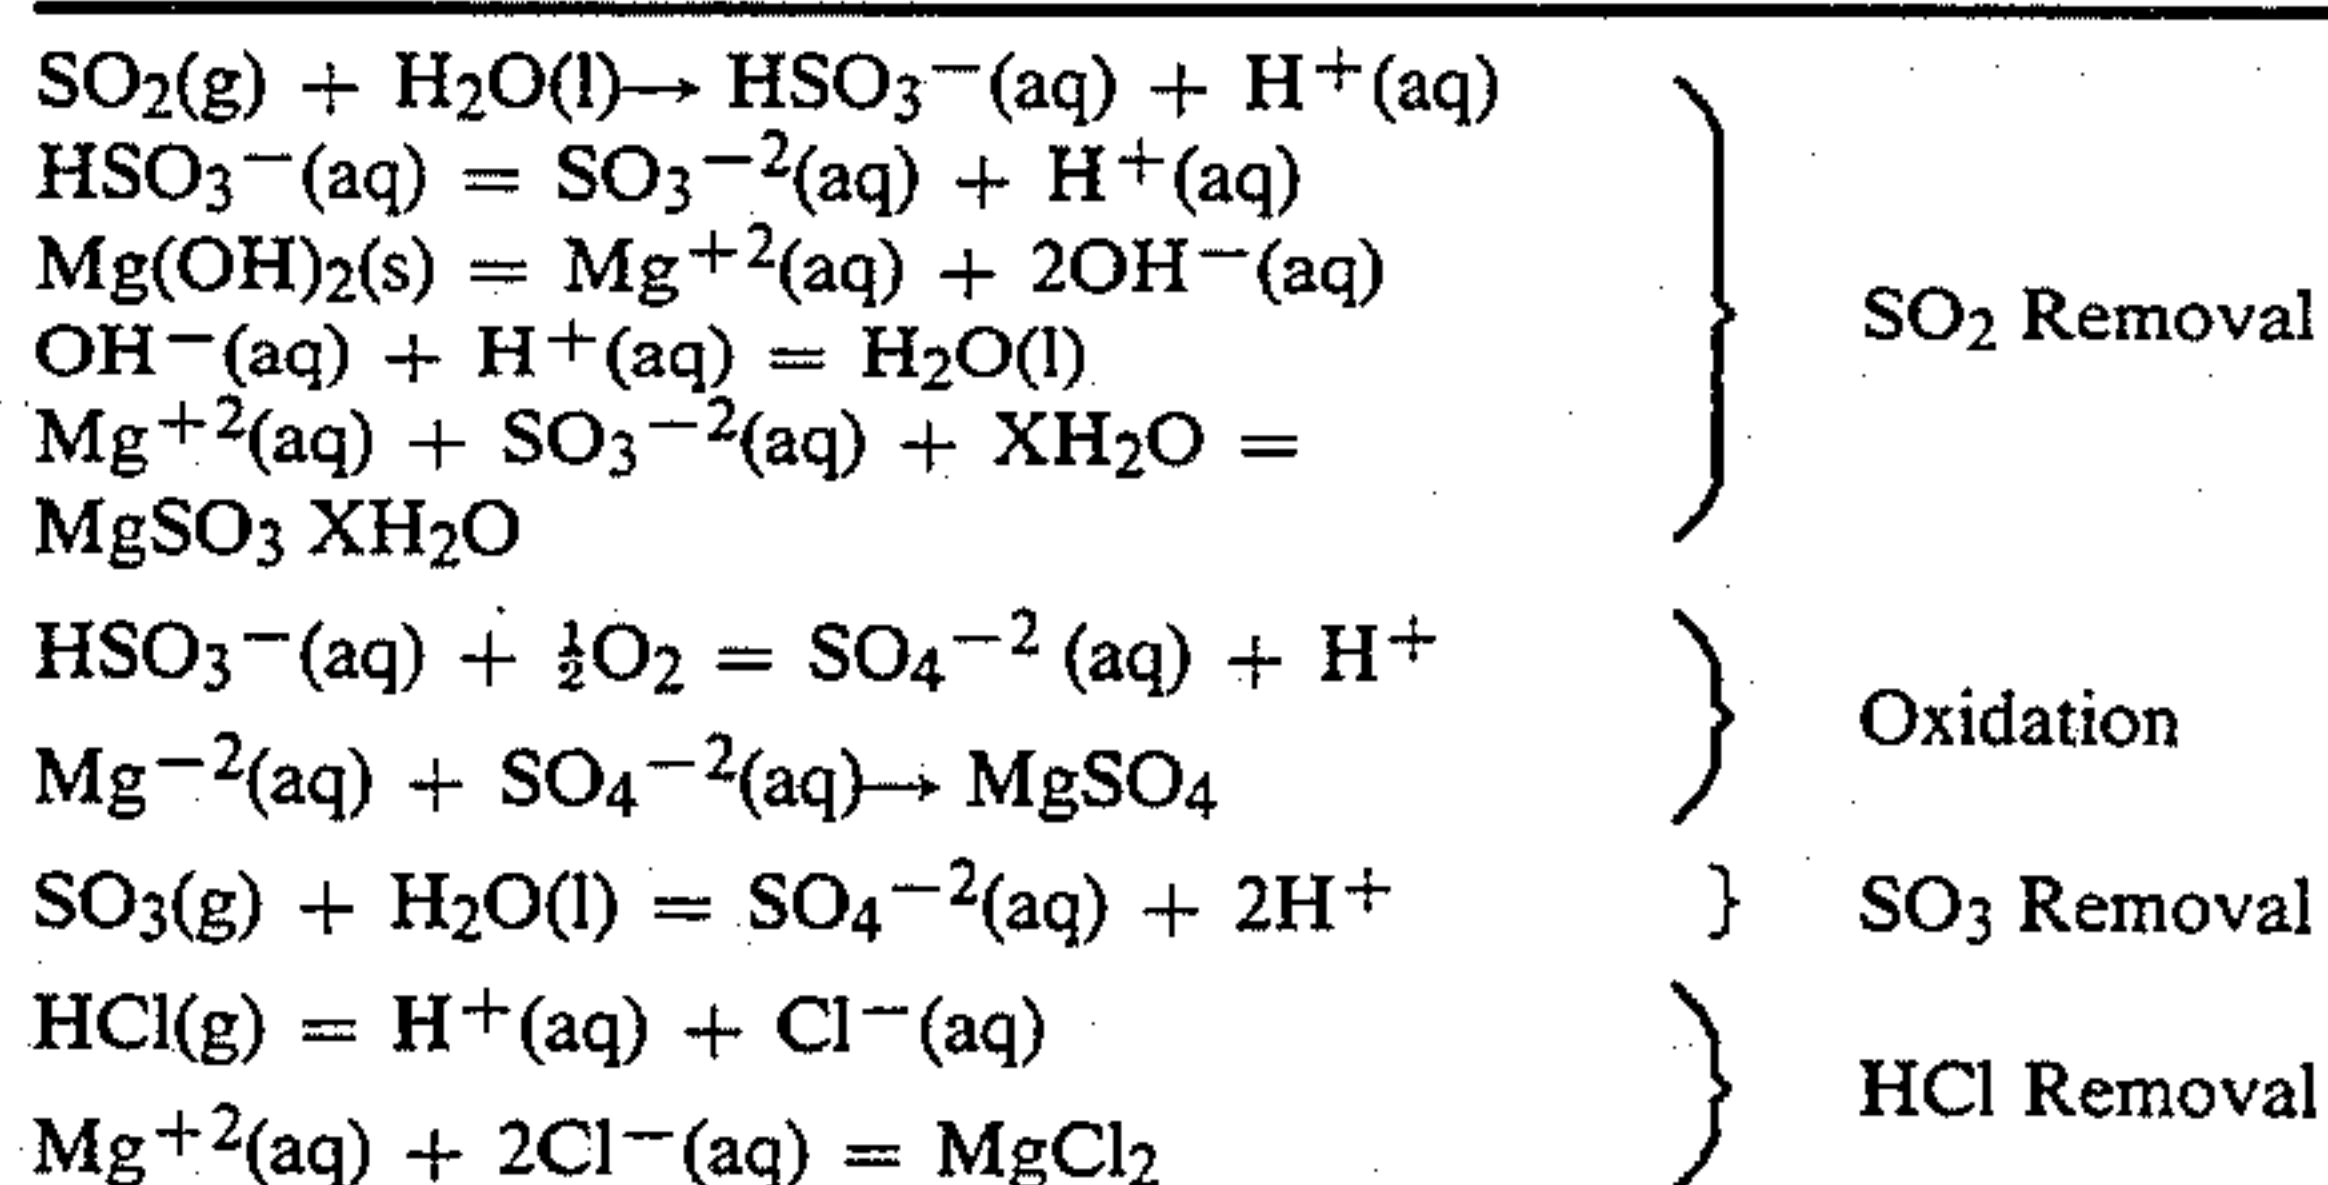 SO₂(g) + H₂O(l)→ HSO₃⁻(aq) + H⁺(aq)
HSO₃⁻(aq) = SO₃⁻²(aq) + H⁺(aq)
Mg(OH)₂(s) = Mg⁺²(aq) + 2OH⁻(aq)
OH⁻(aq) + H⁺(aq) = H₂O(l)
Mg⁺²(aq) + SO₃⁻²(aq) + XH₂O =
MgSO₃ XH₂O
SO₂ Removal
HSO₃⁻(aq) + ½O₂ = SO₄⁻² (aq) + H⁺
Mg⁻²(aq) + SO₄⁻²(aq)→ MgSO₄
Oxidation
SO₃(g) + H₂O(l) = SO₄⁻²(aq) + 2H⁺ } SO₃ Removal
HCl(g) = H⁺(aq) + Cl⁻(aq)
Mg⁺²(aq) + 2Cl⁻(aq) = MgCl₂
HCl Removal